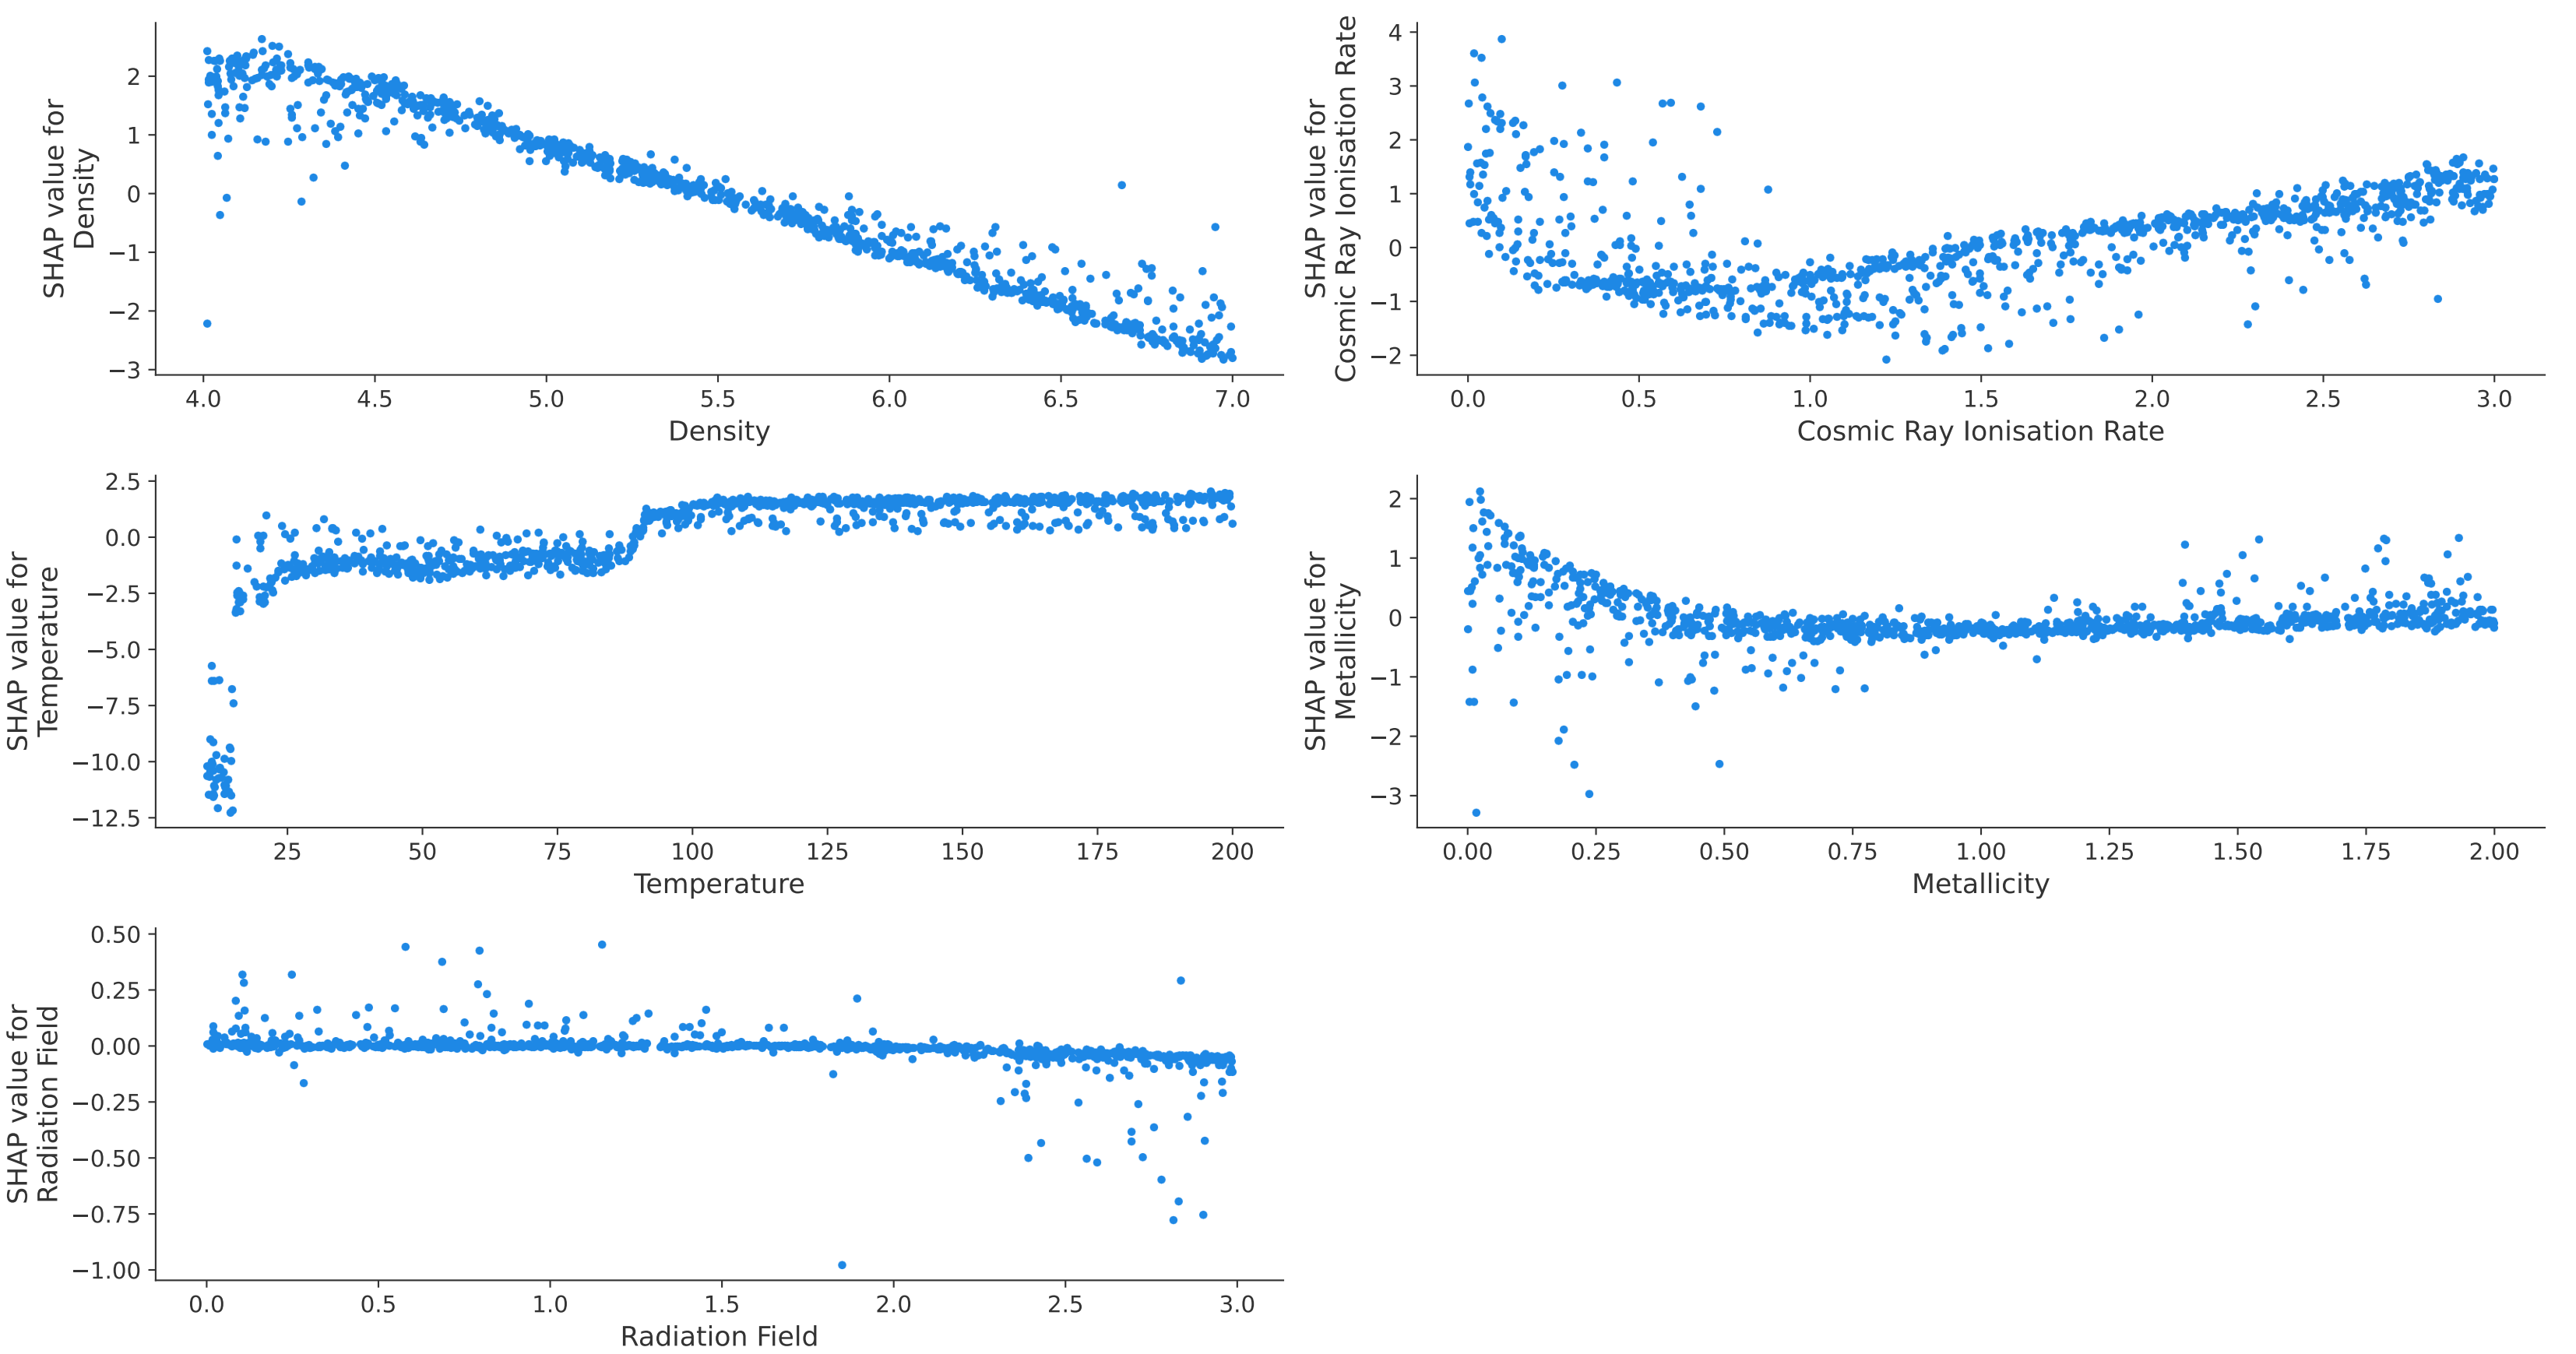 SHAP value for
Density
2
1
0
−1
−2
−3
4.0 4.5 5.0 5.5 6.0 6.5 7.0
Density
SHAP value for
Cosmic Ray Ionisation Rate
4
3
2
1
0
−1
−2
0.0 0.5 1.0 1.5 2.0 2.5 3.0
Cosmic Ray Ionisation Rate
SHAP value for
Temperature
2.5
0.0
−2.5
−5.0
−7.5
−10.0
−12.5
25 50 75 100 125 150 175 200
Temperature
SHAP value for
Metallicity
2
1
0
−1
−2
−3
0.00 0.25 0.50 0.75 1.00 1.25 1.50 1.75 2.00
Metallicity
SHAP value for
Radiation Field
0.50
0.25
0.00
−0.25
−0.50
−0.75
−1.00
0.0 0.5 1.0 1.5 2.0 2.5 3.0
Radiation Field